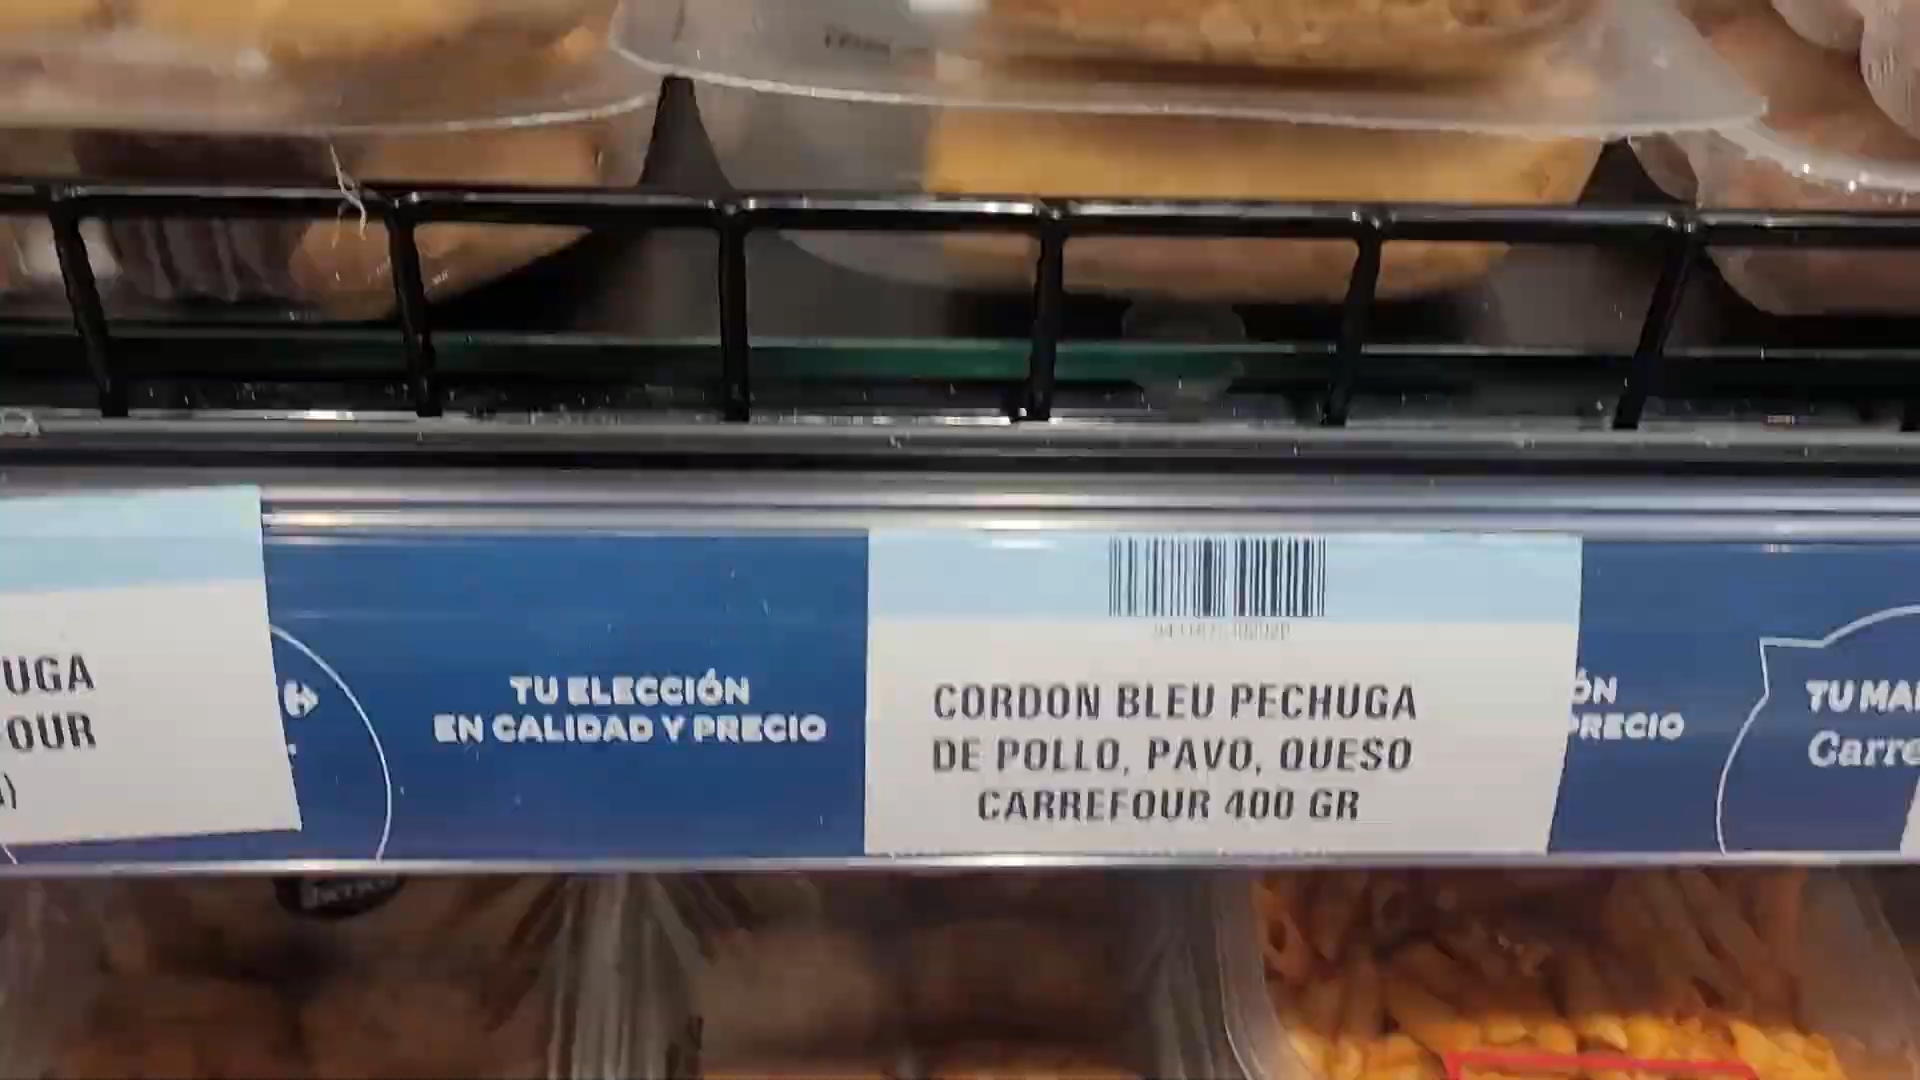 UGA
OUR
TU ELECCIÓN
EN CALIDAD Y PRECIO
CORDON BLEU PECHUGA
DE POLLO, PAVO, QUESO
CARREFOUR 400 GR
ÓN
PRECIO
TU MA
Carre